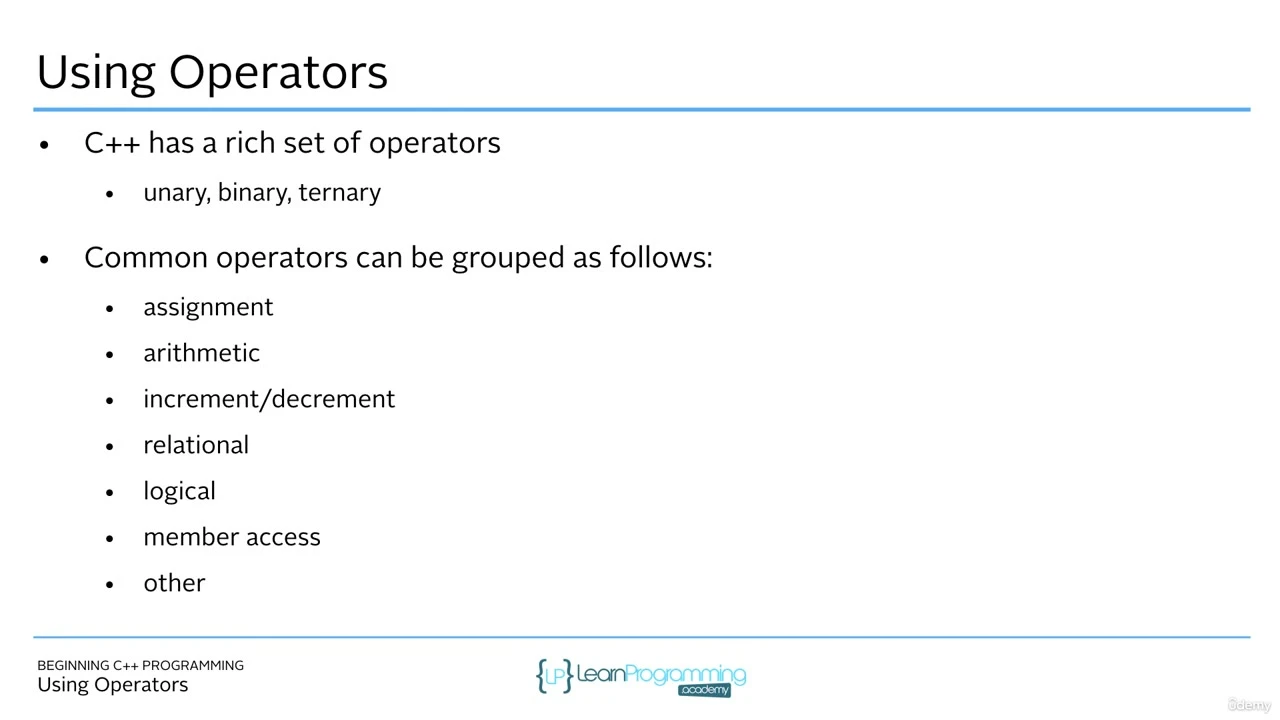 Using Operators
• C++ has a rich set of operators
• unary, binary, ternary
• Common operators can be grouped as follows:
• assignment
• arithmetic
• increment/decrement
• relational
• logical
• member access
• other
BEGINNING C++ PROGRAMMING
Using Operators
{LP} LearnProgramming
.academy
ûdemy